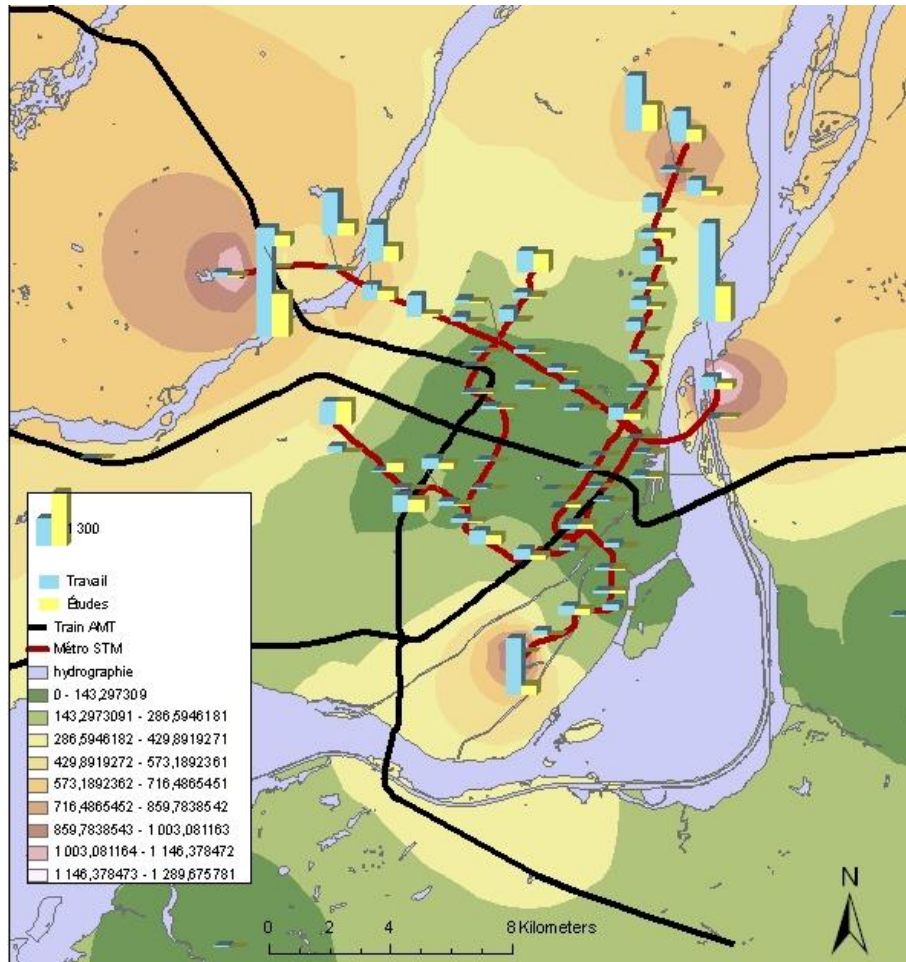 1 300
Travail
Études
Train AMT
Métro STM
hydrographie
0 - 143,297309
143,2973091 - 286,5946181
286,5946182 - 429,8919271
429,8919272 - 573,1892361
573,1892362 - 716,4865451
716,4865452 - 859,7838542
859,7838543 - 1 003,081163
1 003,081164 - 1 146,378472
1 146,378473 - 1 289,675781
0 2 4 8 Kilometers
N